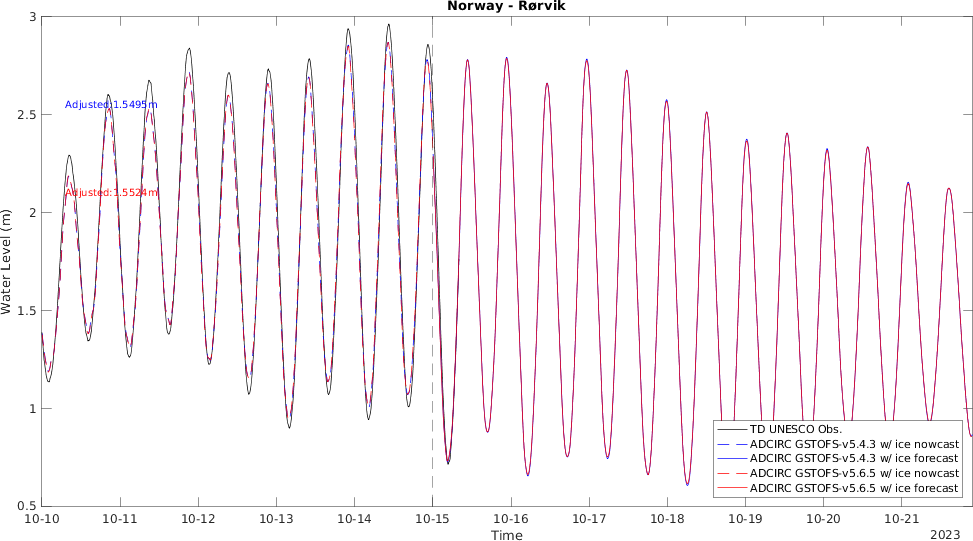 Norway - Rørvik
3
2.5
2
1.5
1
0.5
Water Level (m)
Adjusted:1.5495m
Adjusted:1.5524m
TD UNESCO Obs.
ADCIRC GSTOFS-v5.4.3 w/ ice nowcast
ADCIRC GSTOFS-v5.4.3 w/ ice forecast
ADCIRC GSTOFS-v5.6.5 w/ ice nowcast
ADCIRC GSTOFS-v5.6.5 w/ ice forecast
10-10 10-11 10-12 10-13 10-14 10-15 10-16 10-17 10-18 10-19 10-20 10-21
Time
2023